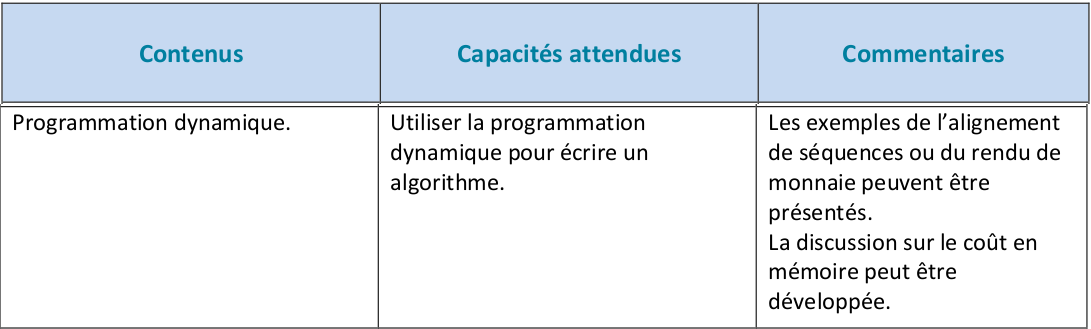 Contenus
Capacités attendues
Commentaires
Programmation dynamique.
Utiliser la programmation
dynamique pour écrire un
algorithme.
Les exemples de l’alignement
de séquences ou du rendu de
monnaie peuvent être
présentés.
La discussion sur le coût en
mémoire peut être
développée.